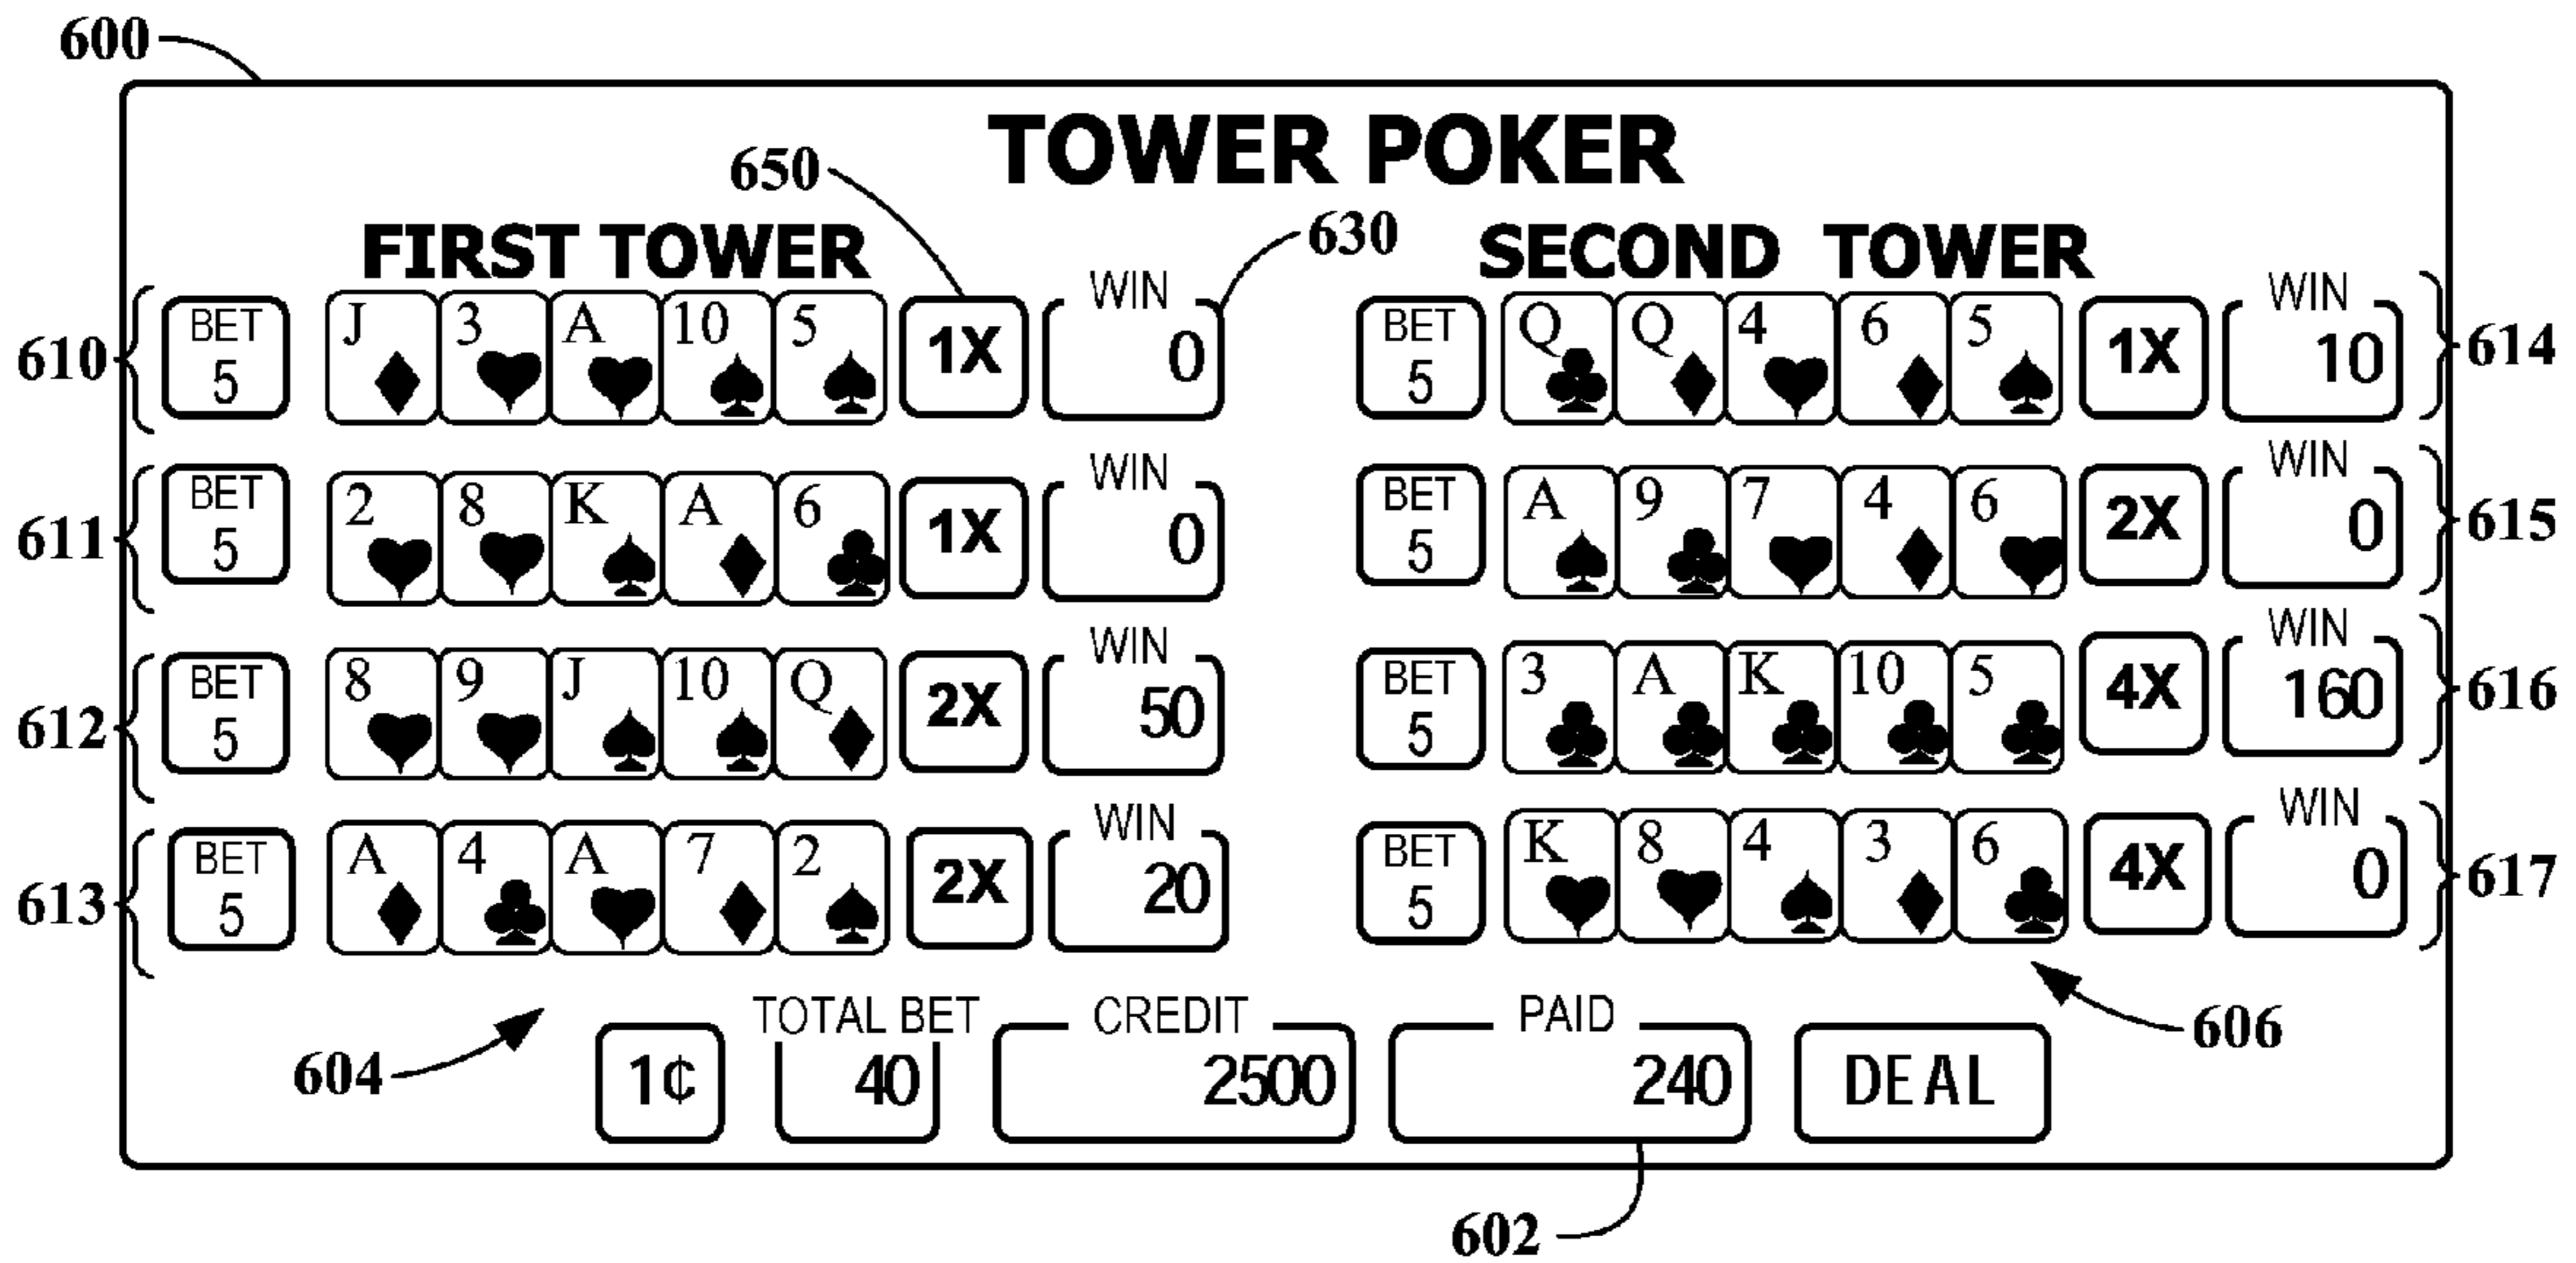 600
TOWER POKER
650
630
FIRST TOWER
SECOND TOWER
610
BET
5
J 3 A 10 5
1X
WIN
0
BET
5
Q Q 4 6 5
1X
WIN
10
614
611
BET
5
2 8 K A 6
1X
WIN
0
BET
5
A 9 7 4 6
2X
WIN
0
615
612
BET
5
8 9 J 10 Q
2X
WIN
50
BET
5
3 A K 10 5
4X
WIN
160
616
613
BET
5
A 4 A 7 2
2X
WIN
20
BET
5
K 8 4 3 6
4X
WIN
0
617
604
1¢
TOTAL BET
40
CREDIT
2500
PAID
240
DEAL
606
602